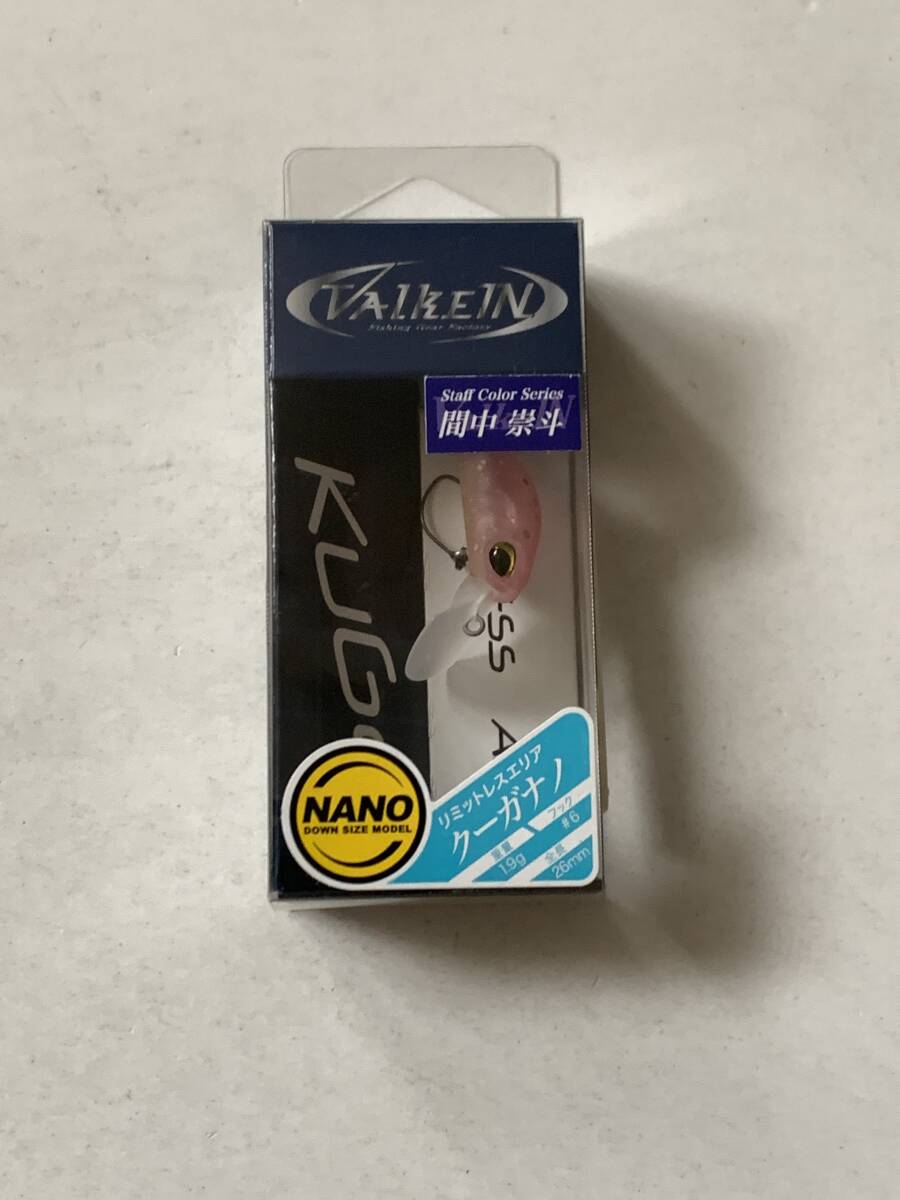 ValkeIN
Fishing Gear Factory
Staff Color Series
間中 崇斗
KUG
-SS
A
NANO
DOWN SIZE MODEL
リミットレスエリア
クーガナノ
重量
1.9g
フック
#6
全長
26mm